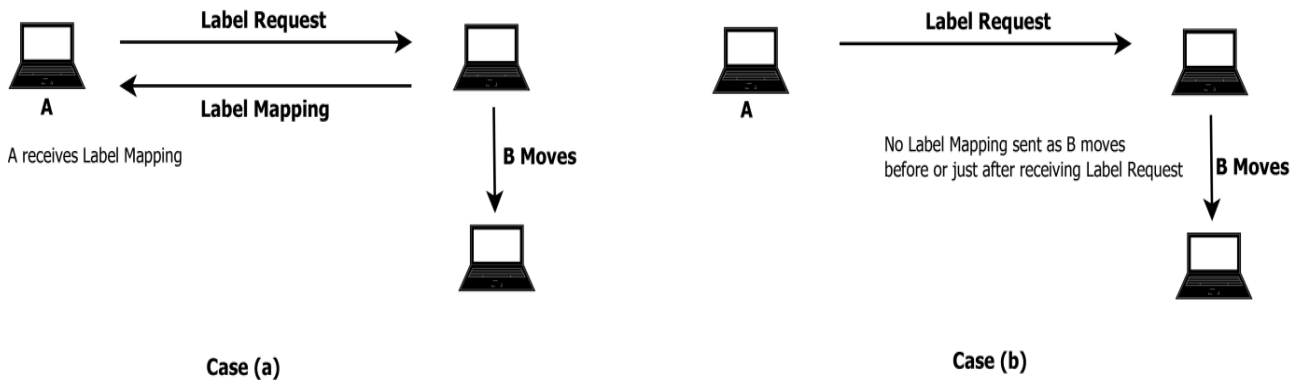 Label Request
Label Mapping
A
A receives Label Mapping
B Moves
Case (a)
Label Request
A
No Label Mapping sent as B moves
before or just after receiving Label Request
B Moves
Case (b)